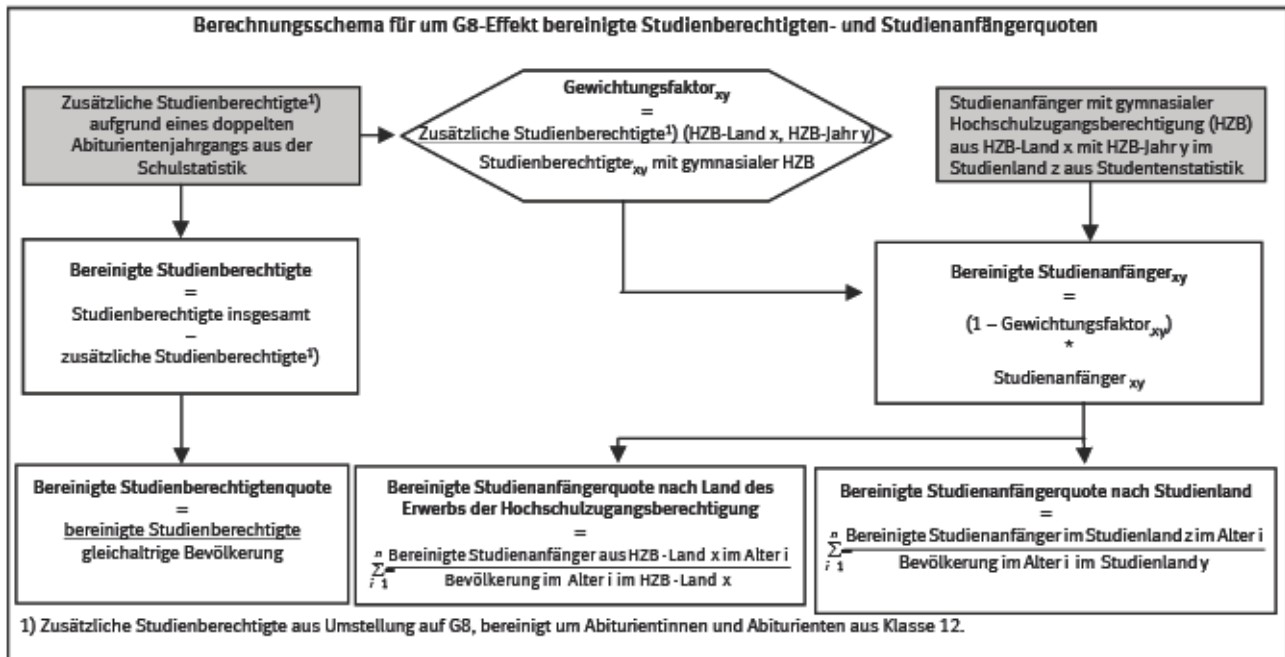 Berechnungsschema für um G8-Effekt bereinigte Studienberechtigten- und Studienanfängerquoten
Zusätzliche Studienberechtigte¹)
aufgrund eines doppelten
Abiturientenjahrgangs aus der
Schulstatistik
Gewichtungsfaktor xy
=
Zusätzliche Studienberechtigte¹) (HZB-Land x, HZB-Jahr y)
Studienberechtigte xy mit gymnasialer HZB
Studienanfänger mit gymnasialer
Hochschulzugangsberechtigung (HZB)
aus HZB-Land x mit HZB-Jahr y im
Studienland z aus Studentenstatistik
Bereinigte Studienberechtigte
=
Studienberechtigte insgesamt
–
zusätzliche Studienberechtigte¹)
Bereinigte Studienanfänger xy
=
(1 – Gewichtungsfaktor xy)
*
Studienanfänger xy
Bereinigte Studienberechtigtenquote
=
bereinigte Studienberechtigte
gleichaltrige Bevölkerung
Bereinigte Studienanfängerquote nach Land des
Erwerbs der Hochschulzugangsberechtigung
=
n Σ i=1 Bereinigte Studienanfänger aus HZB-Land x im Alter i
Bevölkerung im Alter i im HZB-Land x
Bereinigte Studienanfängerquote nach Studienland
=
n Σ i=1 Bereinigte Studienanfänger im Studienland z im Alter i
Bevölkerung im Alter i im Studienland y
1) Zusätzliche Studienberechtigte aus Umstellung auf G8, bereinigt um Abiturientinnen und Abiturienten aus Klasse 12.